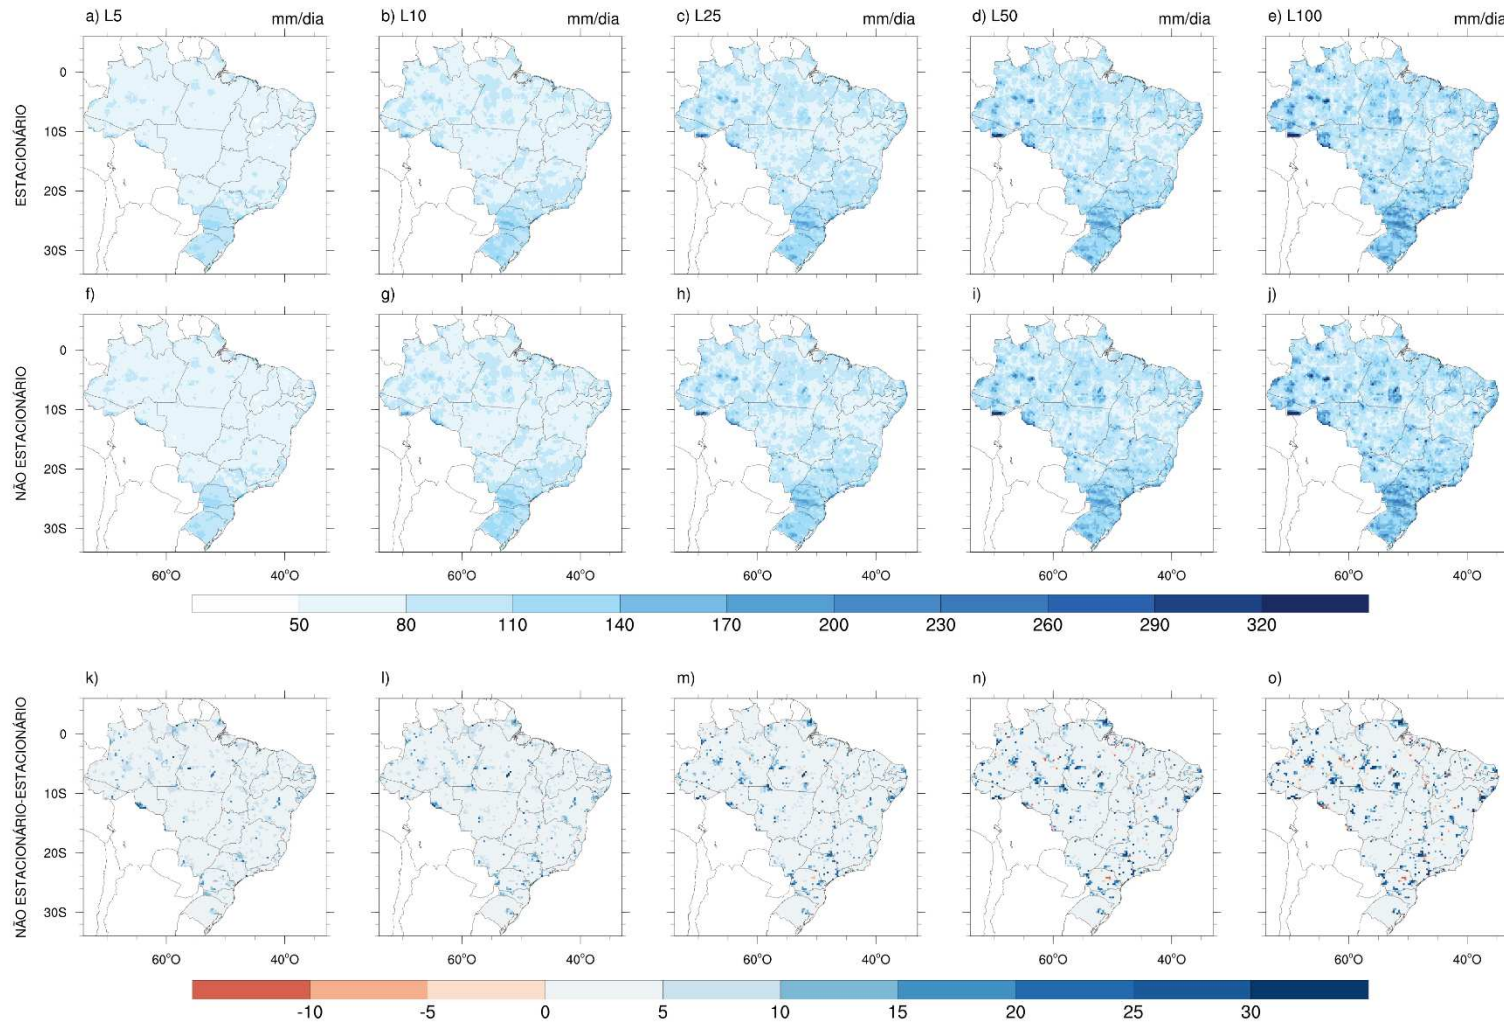 a) L5 mm/dia b) L10 mm/dia c) L25 mm/dia d) L50 mm/dia e) L100 mm/dia
ESTACIONÁRIO
0
10S
20S
30S
f) g) h) i) j)
NÃO ESTACIONÁRIO
0
10S
20S
30S
60°O 40°O 60°O 40°O 60°O 40°O 60°O 40°O 60°O 40°O
50 80 110 140 170 200 230 260 290 320
k) l) m) n) o)
NÃO ESTACIONÁRIO-ESTACIONÁRIO
0
10S
20S
30S
60°O 40°O 60°O 40°O 60°O 40°O 60°O 40°O 60°O 40°O
-10 -5 0 5 10 15 20 25 30